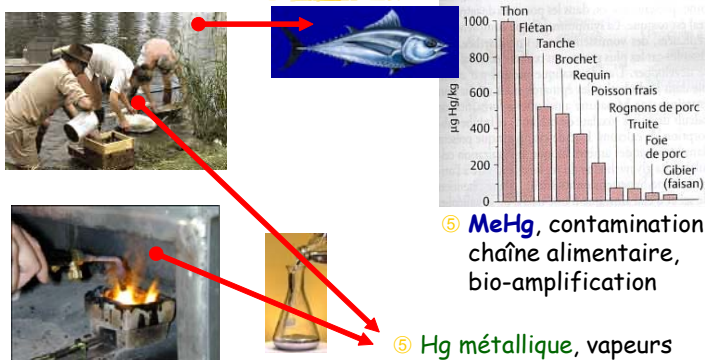 Thon
Flétan
Tanche
Brochet
Requin
Poisson frais
Rognons de porc
Truite
Foie
de porc
Gibier
(faisan)
µg Hg/kg
1000
800
600
400
200
0
⑤ MeHg, contamination
chaîne alimentaire,
bio-amplification
⑤ Hg métallique, vapeurs